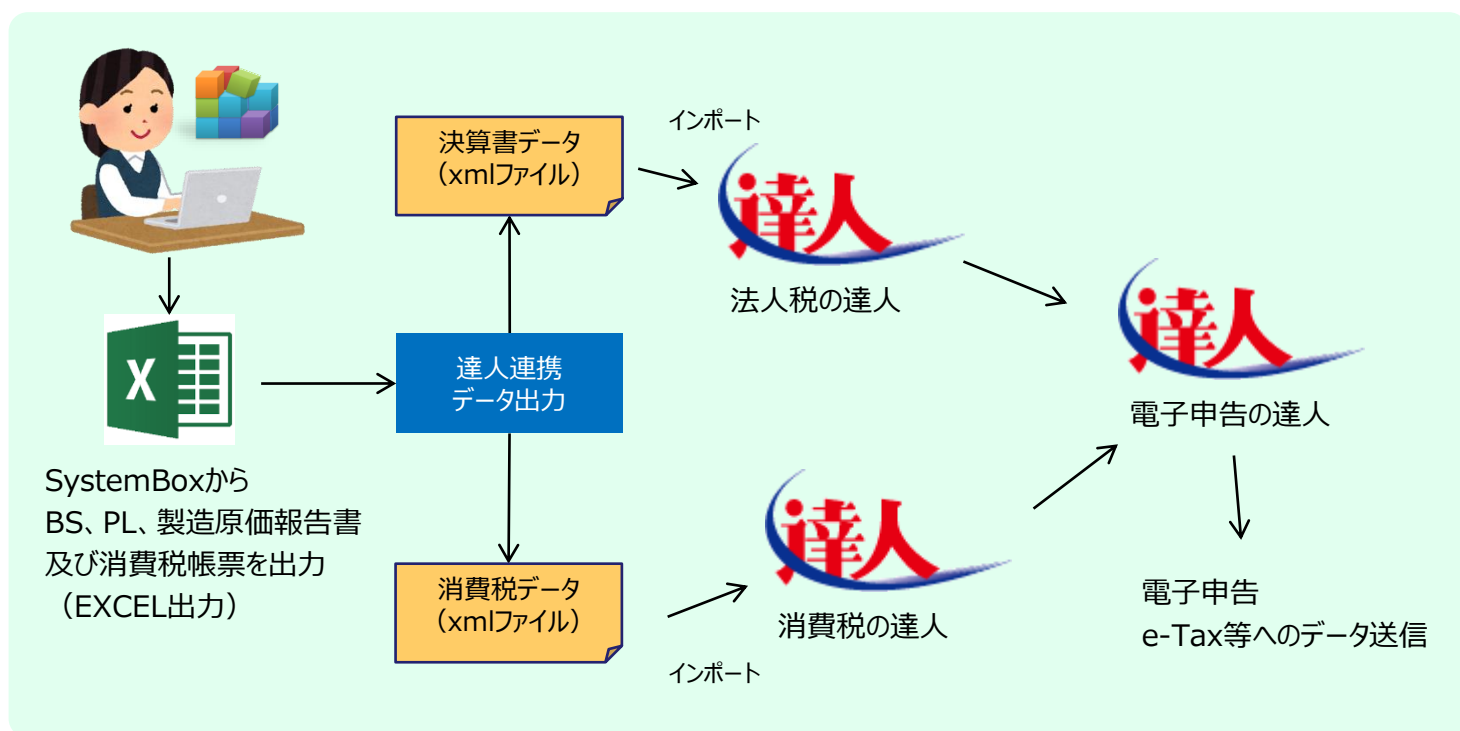 SystemBoxから
BS、PL、製造原価報告書
及び消費税帳票を出力
（EXCEL出力）
X
達人連携
データ出力
決算書データ
（xmlファイル）
インポート
達人
法人税の達人
消費税データ
（xmlファイル）
インポート
達人
消費税の達人
達人
電子申告の達人
電子申告
e-Tax等へのデータ送信